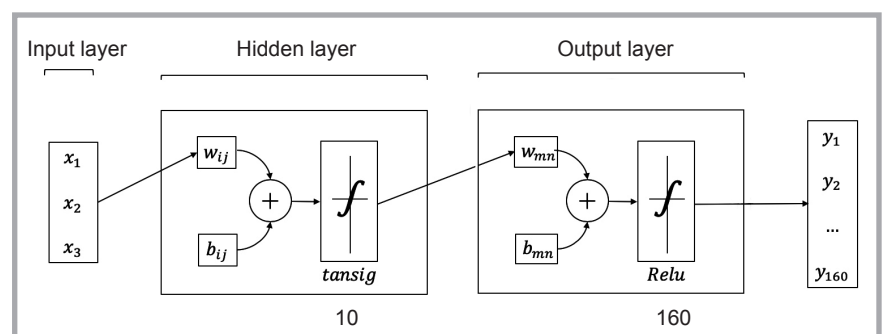 Input layer
Hidden layer
Output layer
x₁
x₂
x₃
wᵢⱼ
+
bᵢⱼ
tansig
10
wₘₙ
+
bₘₙ
Relu
160
y₁
y₂
...
y₁₆₀